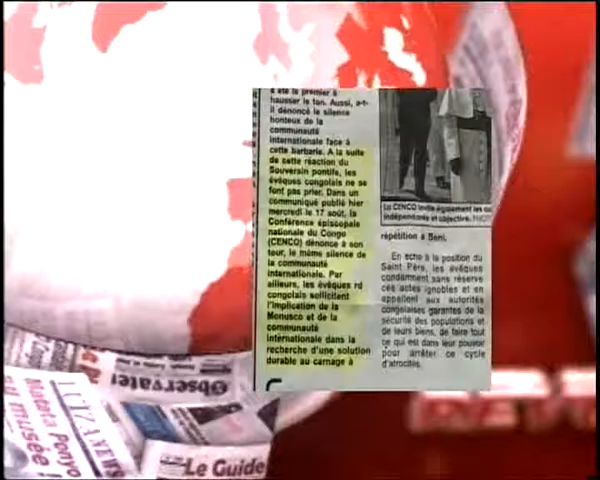 a été le premier à
hausser le ton. Aussi, a-t-
il dénoncé le silence
honteux de la
communauté
internationale face à
cette barbarie. A la suite
de cette réaction du
Souverain pontife, les
évêques congolais ne se
font pas prier. Dans un
communiqué publié hier
mercredi le 17 août, la
Conférence épiscopale
nationale du Congo
(CENCO) dénonce à son
tour, le même silence de
la communauté
internationale. Par
ailleurs, les évêques rd
congolais sollicitent
l'implication de la
Monusco et de la
communauté
internationale dans la
recherche d'une solution
durable au carnage à
La CENCO invite également les
indépendante et objective.
répétition à Beni.
En écho à la position du
Saint Père, les évêques
condamnent sans réserve
ces actes ignobles et en
appellent aux autorités
congolaises garantes de la
sécurité des populations et
de leurs biens, de faire tout
ce qui est dans leur pouvoir
pour arrêter ce cycle
d'atrocités.
Observate
Le Guide
au musée
Ponyo